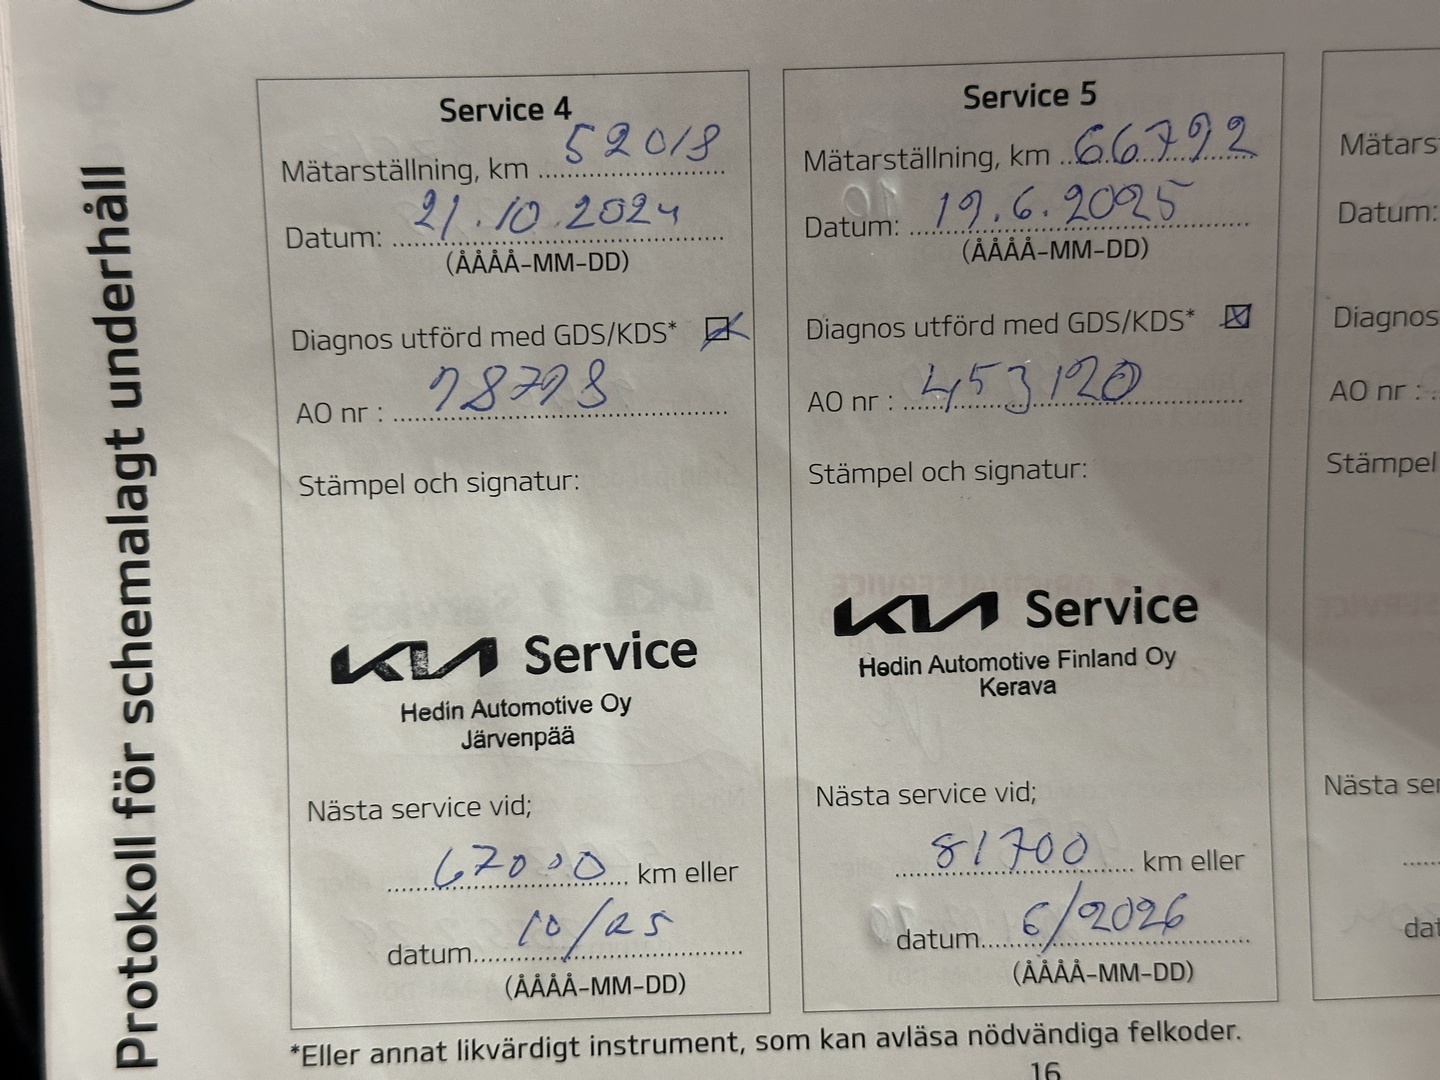 Protokoll för schemalagt underhåll
Service 4
Mätarställning, km 52018
Datum: 21.10.2024
(ÅÅÅÅ-MM-DD)
Diagnos utförd med GDS/KDS*
AO nr : 18798
Stämpel och signatur:
KIA Service
Hedin Automotive Oy
Järvenpää
Nästa service vid;
67000 km eller
datum 10/25
(ÅÅÅÅ-MM-DD)
Service 5
Mätarställning, km 66792
Datum: 19.6.2025
(ÅÅÅÅ-MM-DD)
Diagnos utförd med GDS/KDS*
AO nr : 453120
Stämpel och signatur:
KIA Service
Hedin Automotive Finland Oy
Kerava
Nästa service vid;
81700 km eller
datum 6/2026
(ÅÅÅÅ-MM-DD)
Mätars
Datum:
Diagnos
AO nr :
Stämpel
Nästa ser
dat
*Eller annat likvärdigt instrument, som kan avläsa nödvändiga felkoder.
16